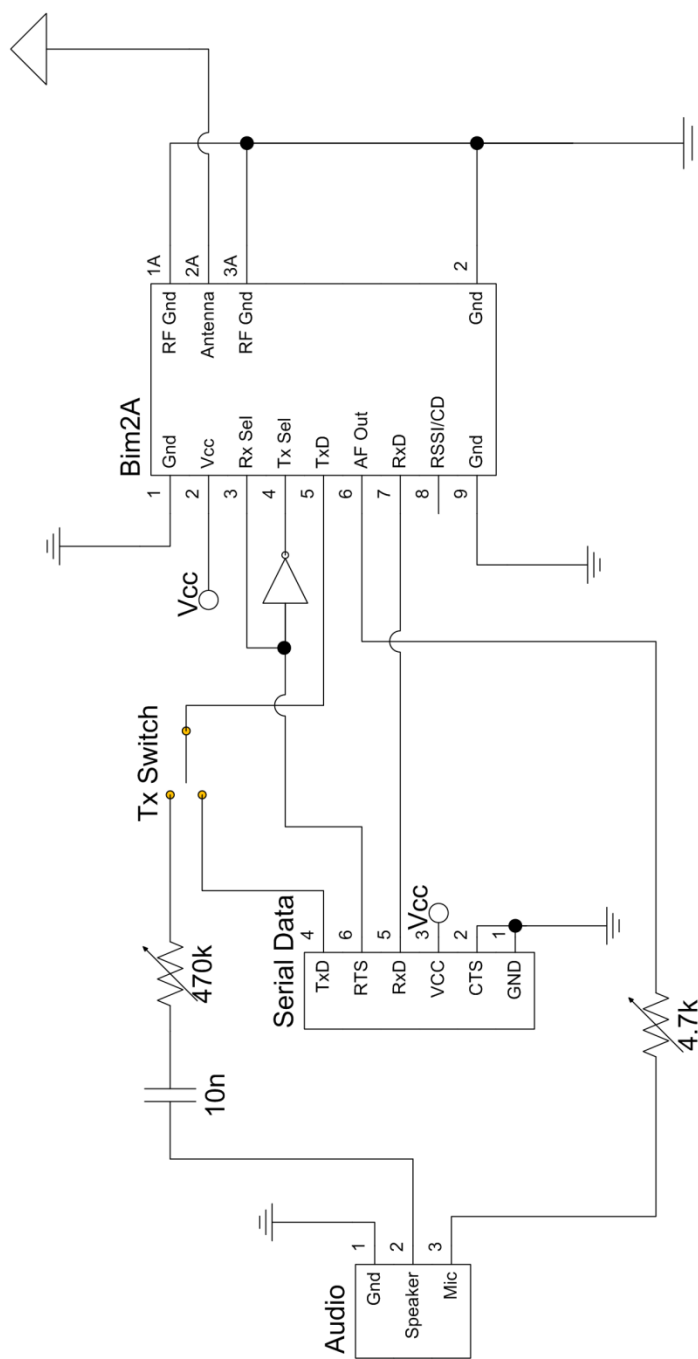 Audio
Gnd
Speaker
Mic
1
2
3
10n
470k
Tx Switch
Serial Data
TxD
RTS
RxD
VCC
CTS
GND
4
6
5
3
2
1
Vcc
4.7k
Vcc
Bim2A
1
2
3
4
5
6
7
8
9
Gnd
Vcc
Rx Sel
Tx Sel
TxD
AF Out
RxD
RSSI/CD
Gnd
RF Gnd
Antenna
RF Gnd
Gnd
1A
2A
3A
2